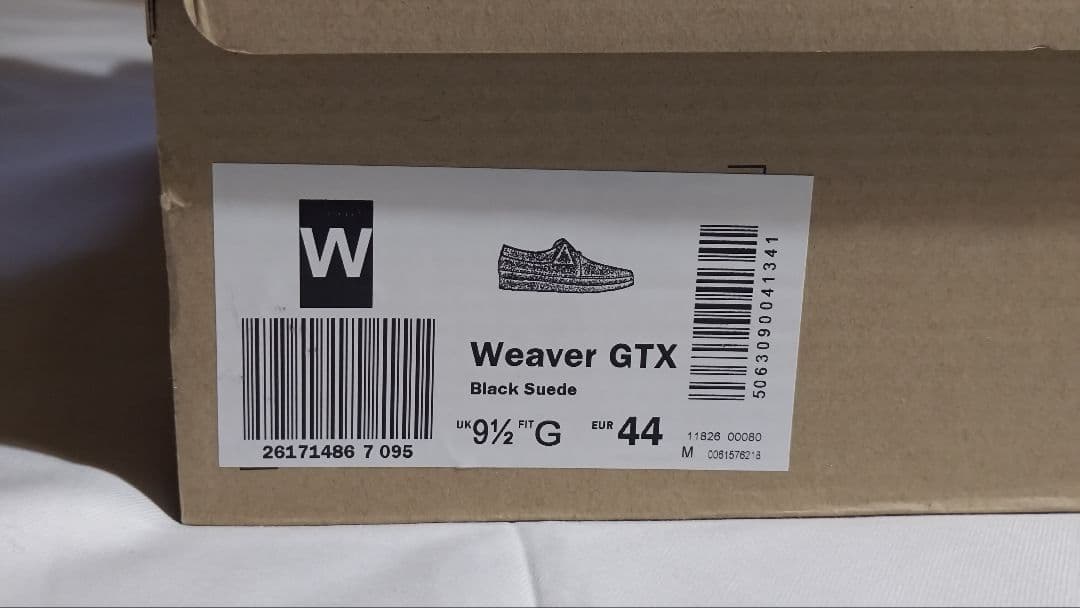 W
26171486 7 095
Weaver GTX
Black Suede
UK 9½ FIT G EUR 44
5063090041341
11826 00080
M 0061576218